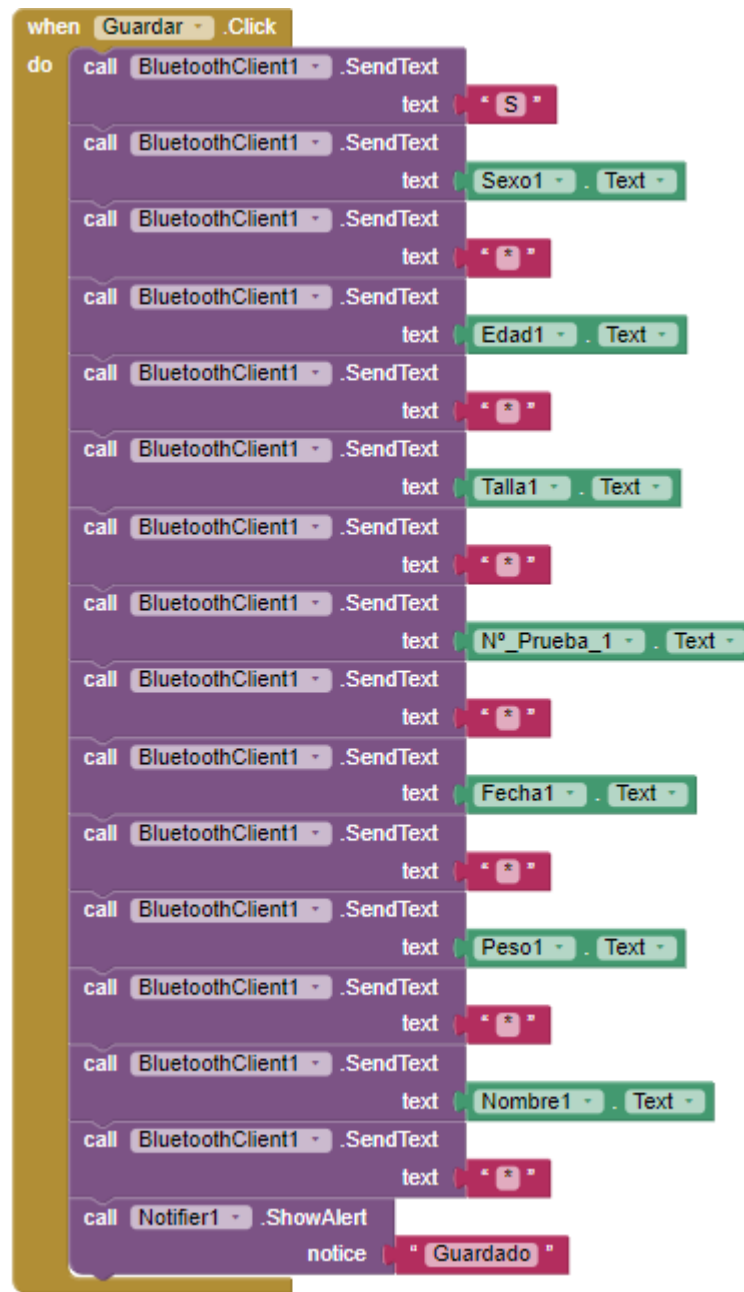 when Guardar .Click
do call BluetoothClient1 .SendText
text " S "
call BluetoothClient1 .SendText
text Sexo1 . Text
call BluetoothClient1 .SendText
text " * "
call BluetoothClient1 .SendText
text Edad1 . Text
call BluetoothClient1 .SendText
text " * "
call BluetoothClient1 .SendText
text Talla1 . Text
call BluetoothClient1 .SendText
text " * "
call BluetoothClient1 .SendText
text Nº_Prueba_1 . Text
call BluetoothClient1 .SendText
text " * "
call BluetoothClient1 .SendText
text Fecha1 . Text
call BluetoothClient1 .SendText
text " * "
call BluetoothClient1 .SendText
text Peso1 . Text
call BluetoothClient1 .SendText
text " * "
call BluetoothClient1 .SendText
text Nombre1 . Text
call BluetoothClient1 .SendText
text " * "
call Notifier1 .ShowAlert
notice " Guardado "